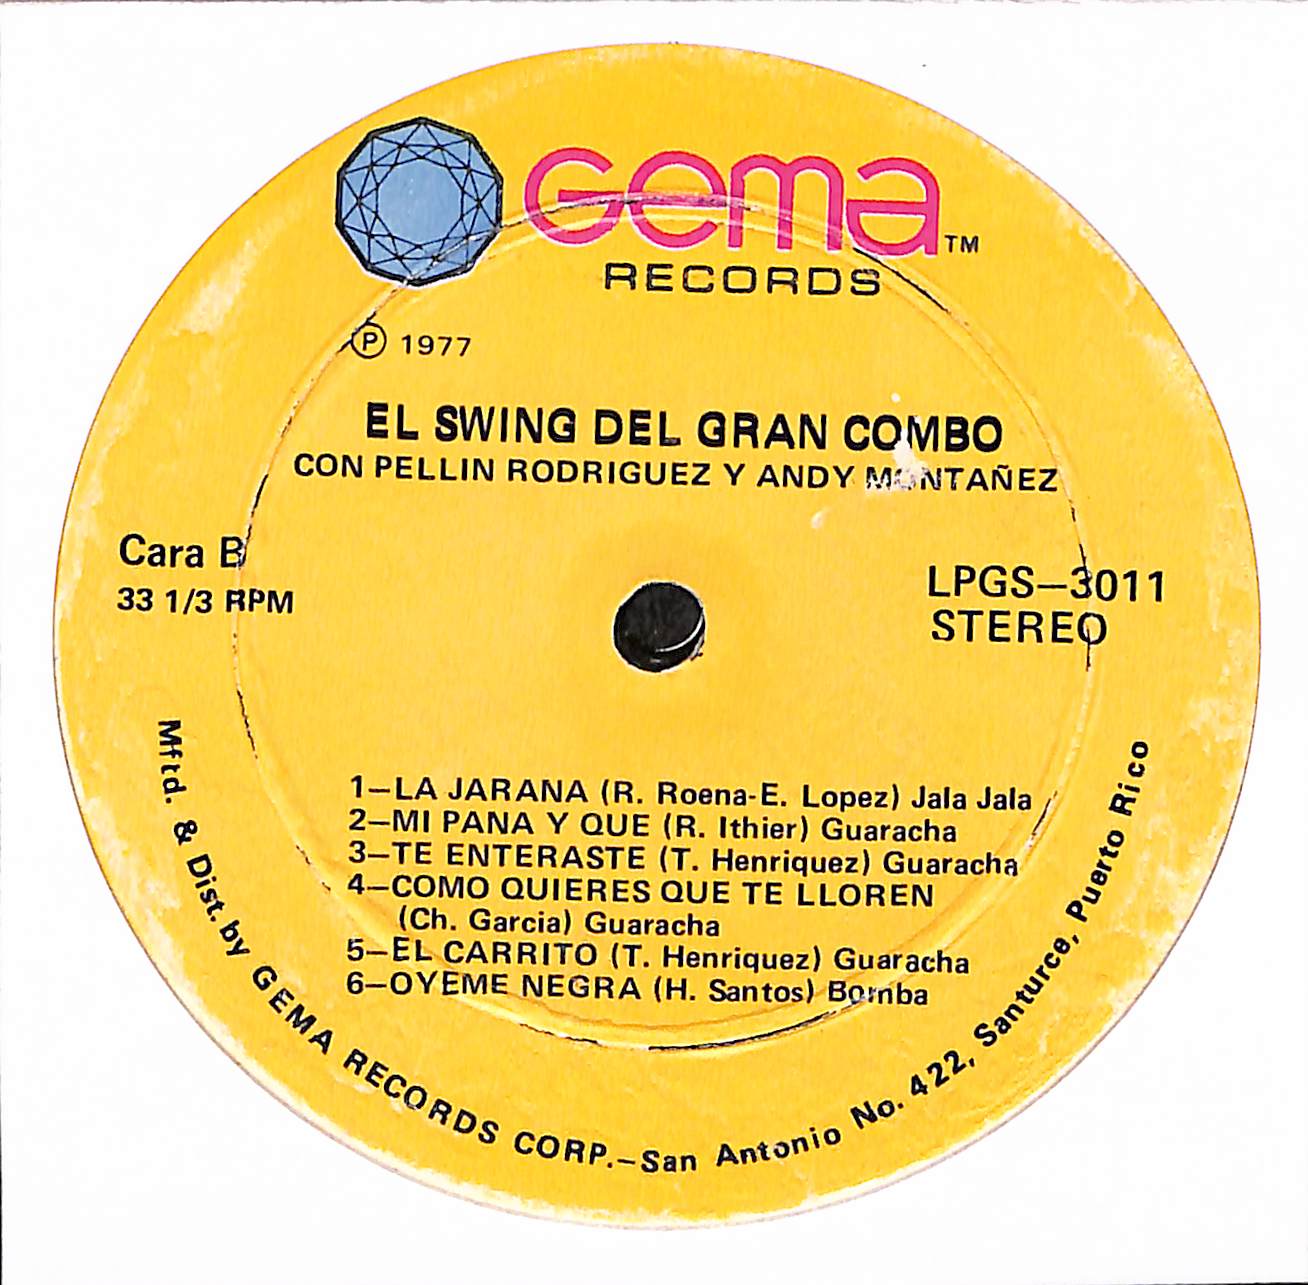 Gema TM
RECORDS
Ⓟ 1977
EL SWING DEL GRAN COMBO
CON PELLIN RODRIGUEZ Y ANDY MONTAÑEZ
Cara B
33 1/3 RPM
LPGS–3011
STEREO
1–LA JARANA (R. Roena-E. Lopez) Jala Jala
2–MI PANA Y QUE (R. Ithier) Guaracha
3–TE ENTERASTE (T. Henriquez) Guaracha
4–COMO QUIERES QUE TE LLOREN
(Ch. Garcia) Guaracha
5–EL CARRITO (T. Henriquez) Guaracha
6–OYEME NEGRA (H. Santos) Bomba
Mftd. & Dist. by GEMA RECORDS CORP.–San Antonio No. 422, Santurce, Puerto Rico